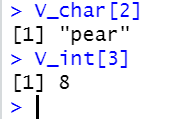 > V_char[2]
[1] "pear"
> V_int[3]
[1] 8
>